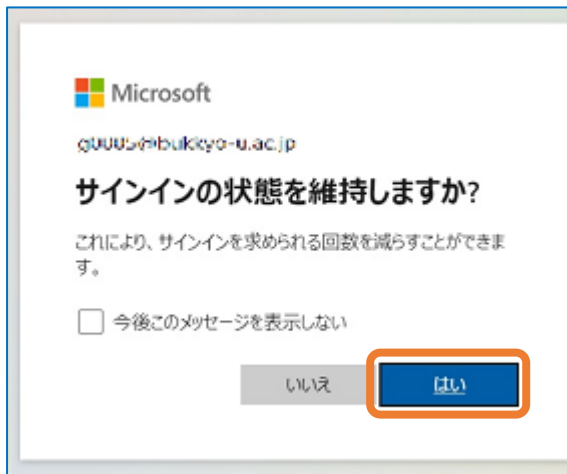 Microsoft
g0005@bukkyo-u.ac.jp
サインインの状態を維持しますか?
これにより、サインインを求められる回数を減らすことができま
す。
今後このメッセージを表示しない
いいえ
はい